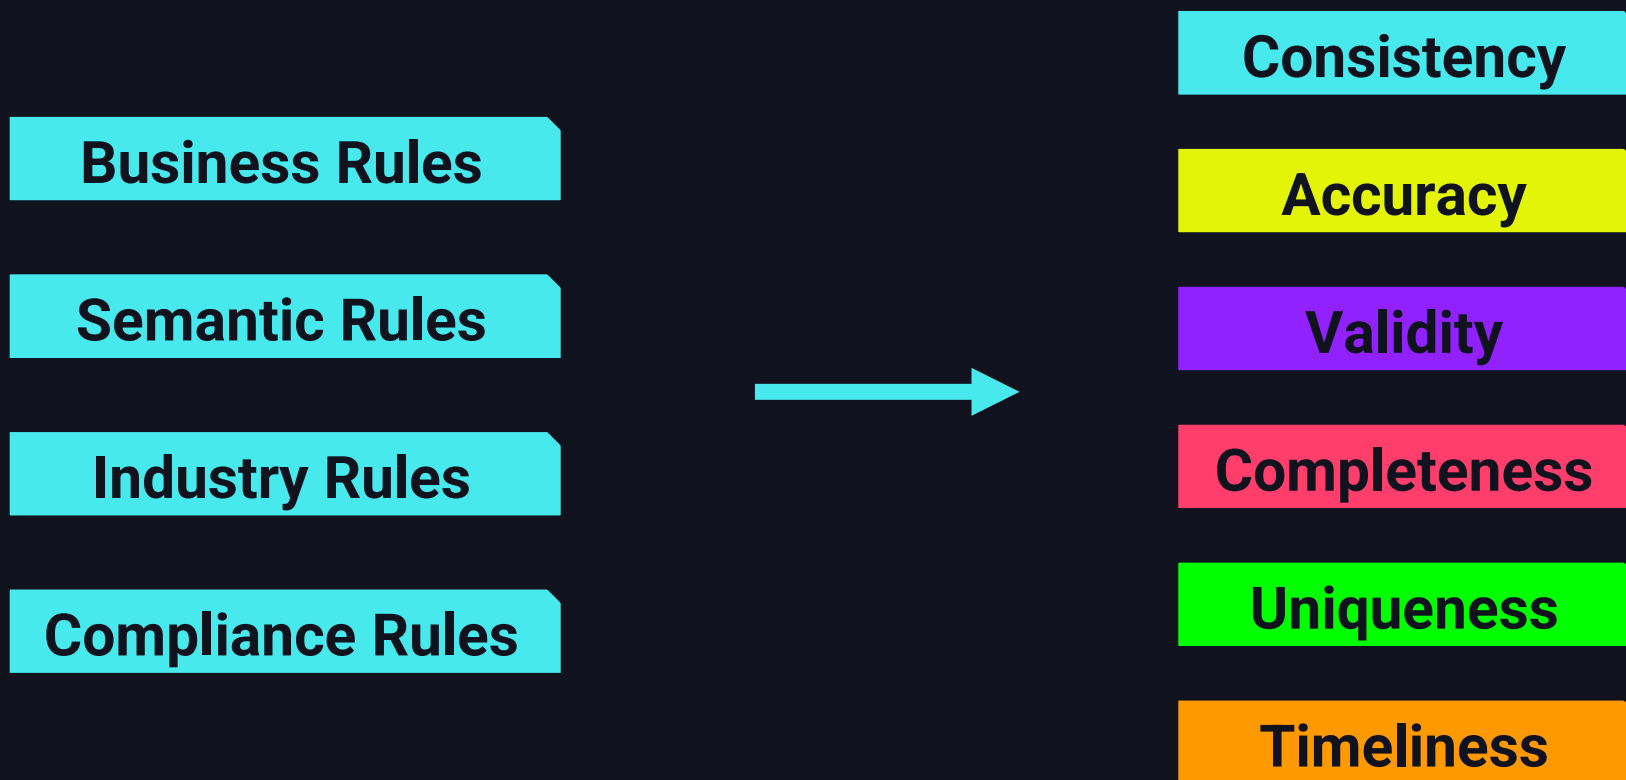 Business Rules
Semantic Rules
Industry Rules
Compliance Rules
Consistency
Accuracy
Validity
Completeness
Uniqueness
Timeliness